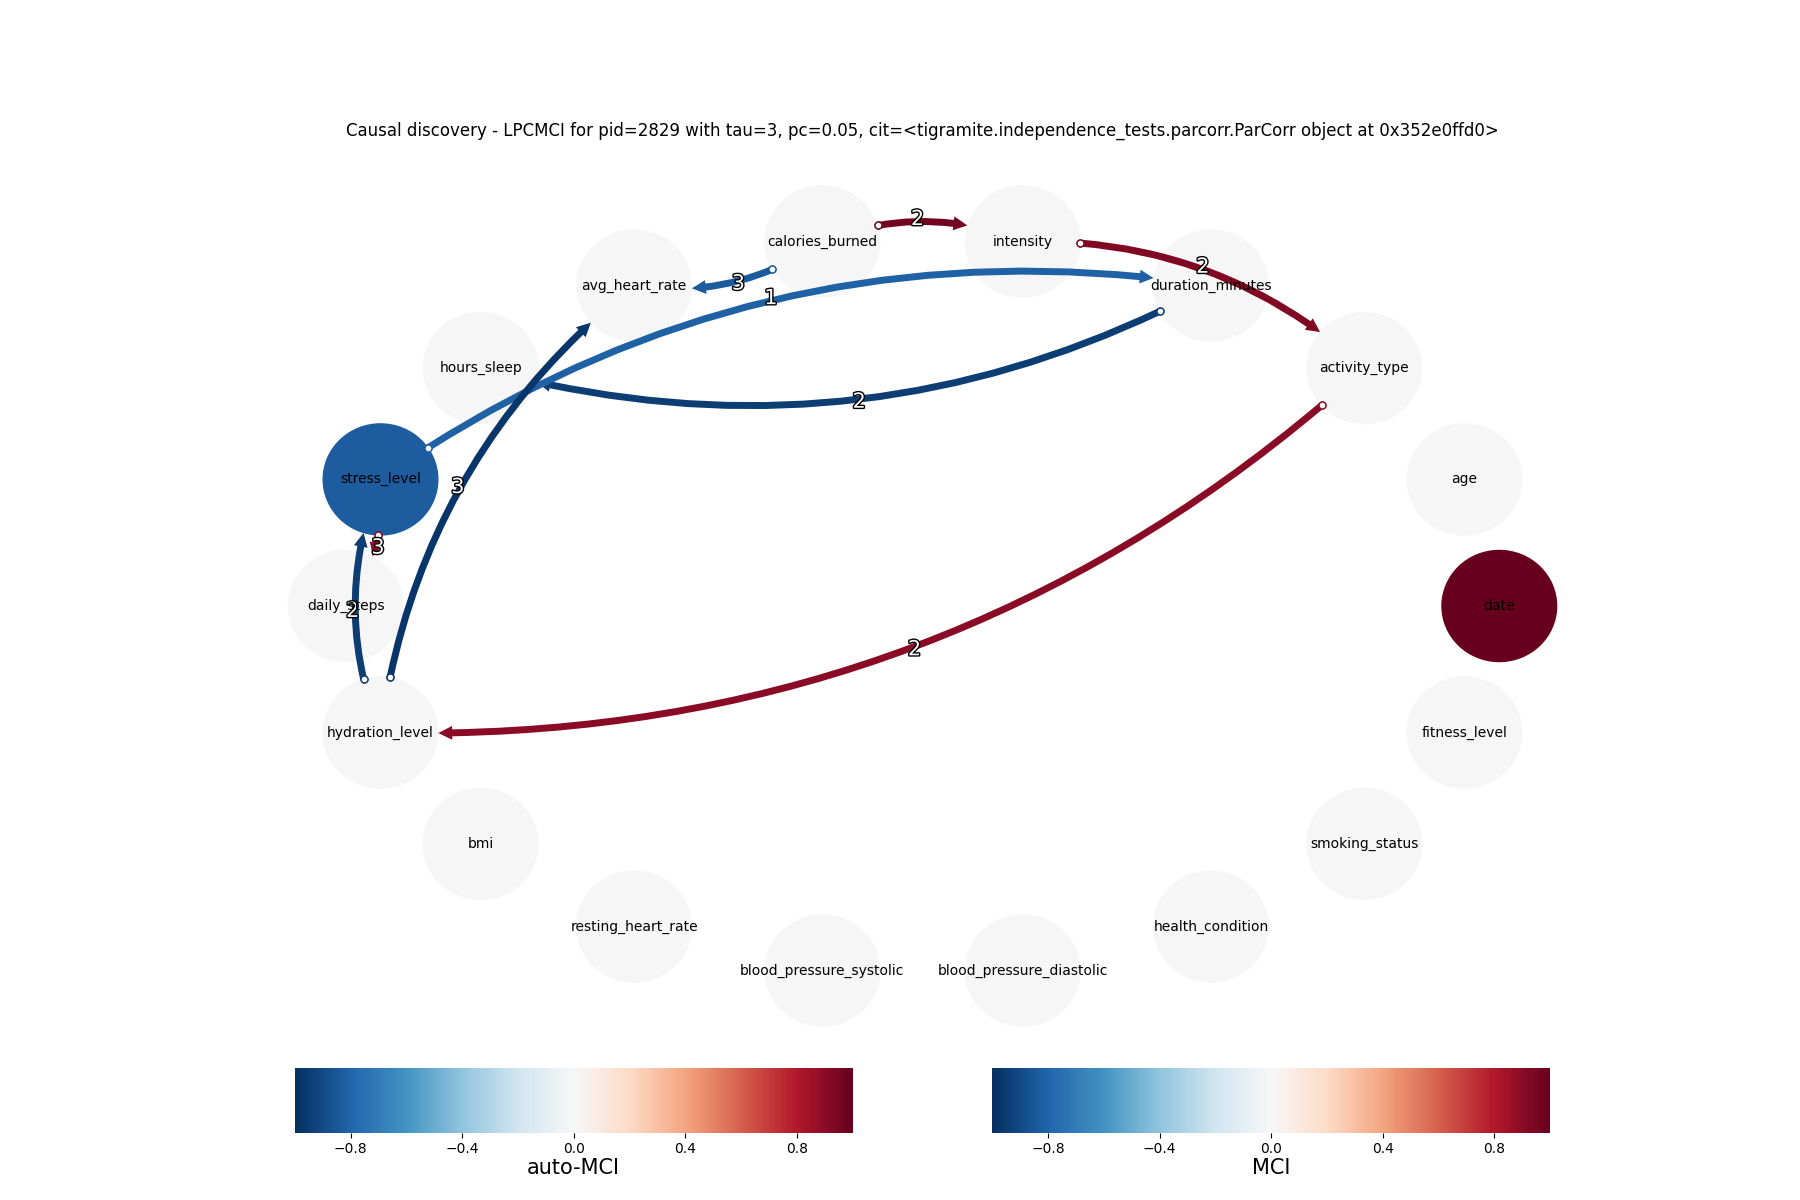 Causal discovery - LPCMCI for pid=2829 with tau=3, pc=0.05, cit=<tigramite.independence_tests.parcorr.ParCorr object at 0x352e0ffd0>
2
calories_burned
intensity
2
avg_heart_rate
3
1
duration_minutes
hours_sleep
2
activity_type
stress_level
3
age
3
daily_steps
2
date
2
hydration_level
fitness_level
bmi
smoking_status
resting_heart_rate
health_condition
blood_pressure_systolic
blood_pressure_diastolic
−0.8 −0.4 0.0 0.4 0.8
auto-MCI
−0.8 −0.4 0.0 0.4 0.8
MCI